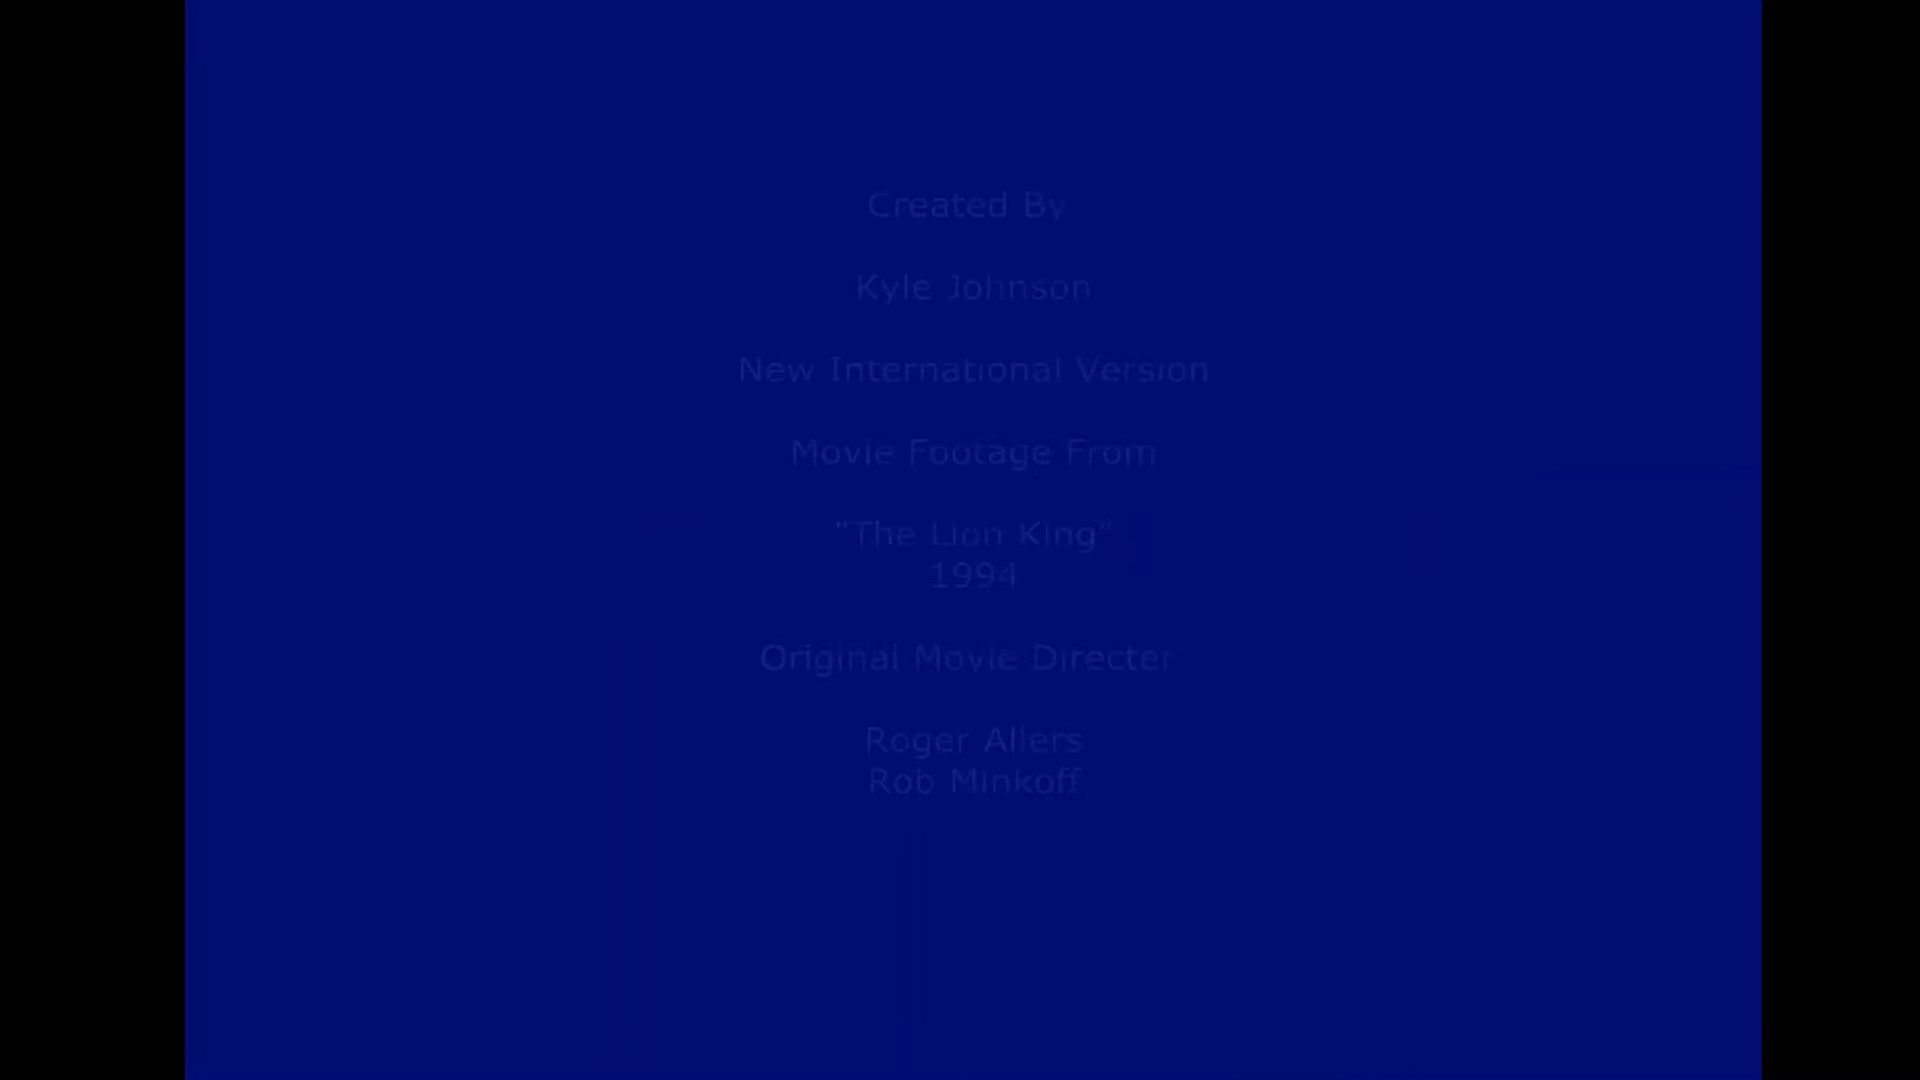 Created By
Kyle Johnson
New International Version
Movie Footage From
"The Lion King"
1994
Original Movie Directer
Roger Allers
Rob Minkoff